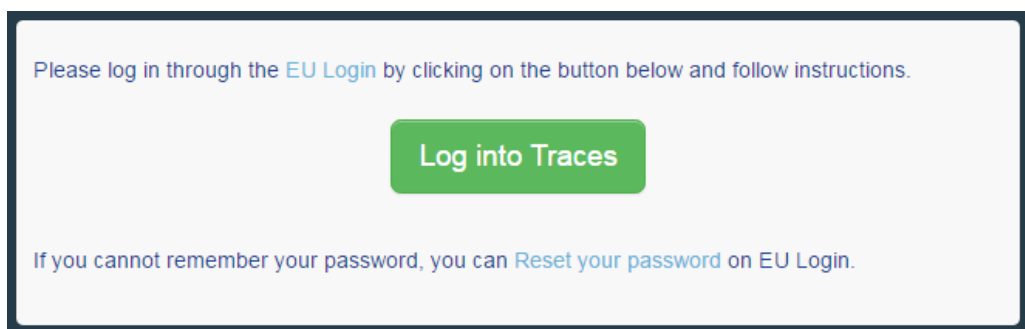 Please log in through the EU Login by clicking on the button below and follow instructions.
Log into Traces
If you cannot remember your password, you can Reset your password on EU Login.